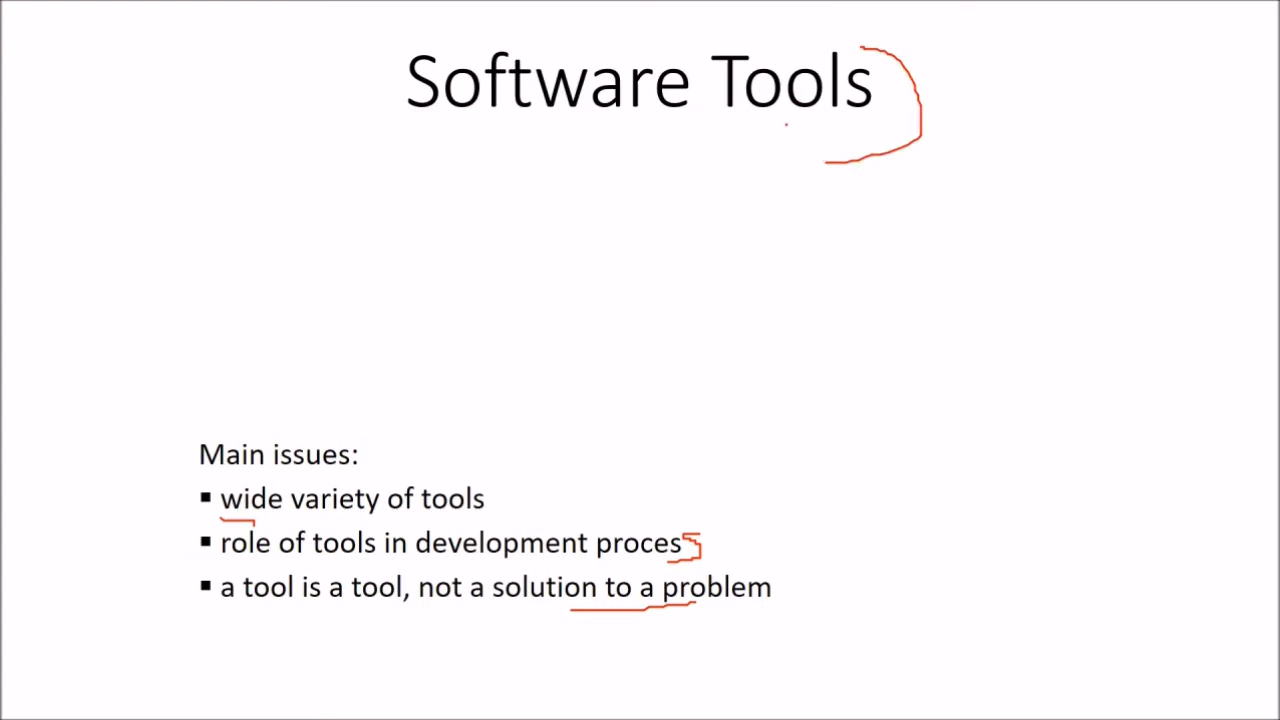 Software Tools
Main issues:
▪ wide variety of tools
▪ role of tools in development proces
▪ a tool is a tool, not a solution to a problem